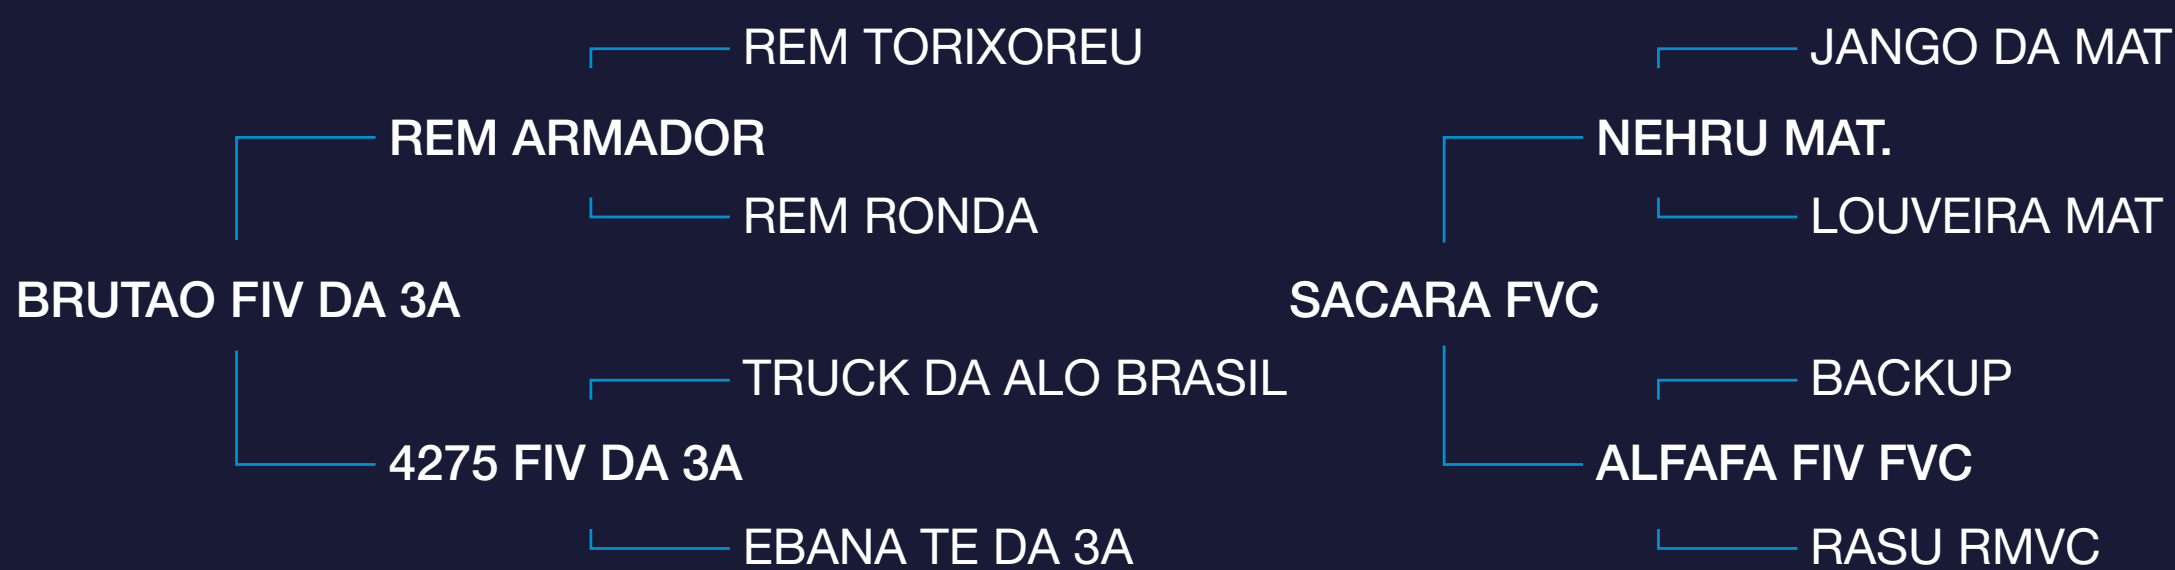 REM TORIXOREU
REM ARMADOR
REM RONDA
BRUTAO FIV DA 3A
TRUCK DA ALO BRASIL
4275 FIV DA 3A
EBANA TE DA 3A
JANGO DA MAT
NEHRU MAT.
LOUVEIRA MAT
SACARA FVC
BACKUP
ALFAFA FIV FVC
RASU RMVC